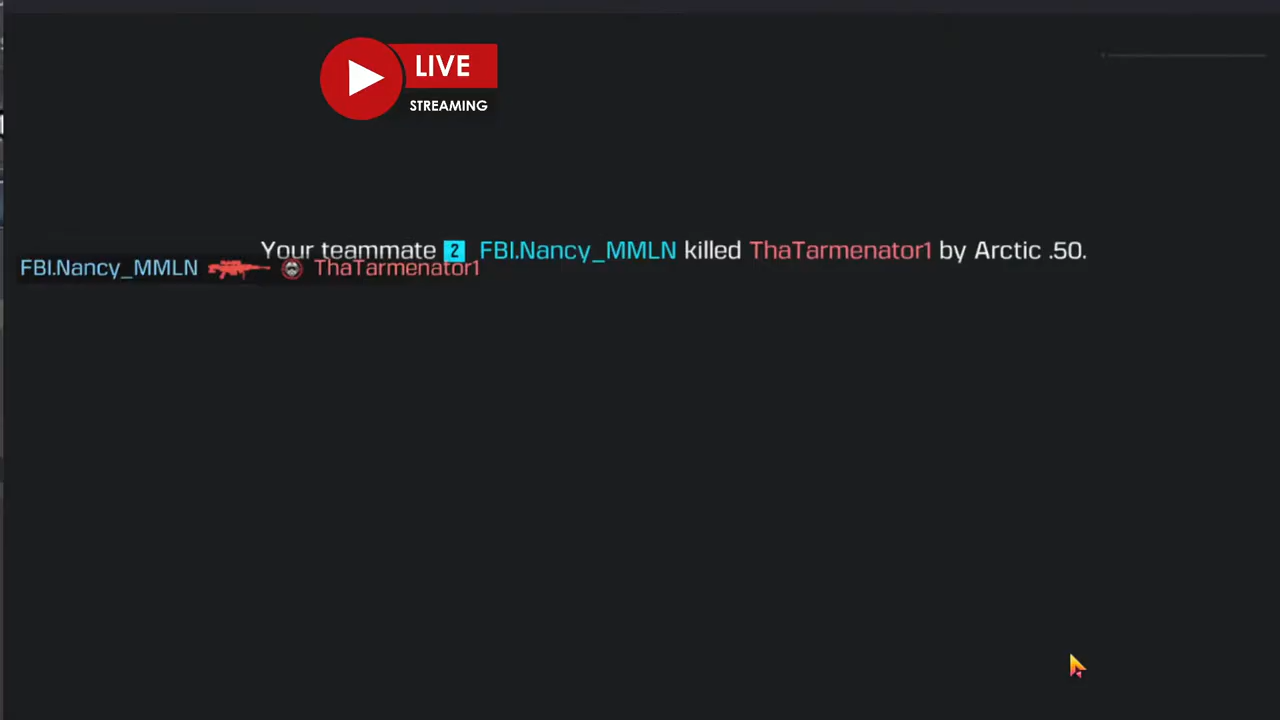 LIVE
STREAMING
Your teammate 2 FBI.Nancy_MMLN killed ThaTarmenator1 by Arctic .50.
FBI.Nancy_MMLN ThaTarmenator1